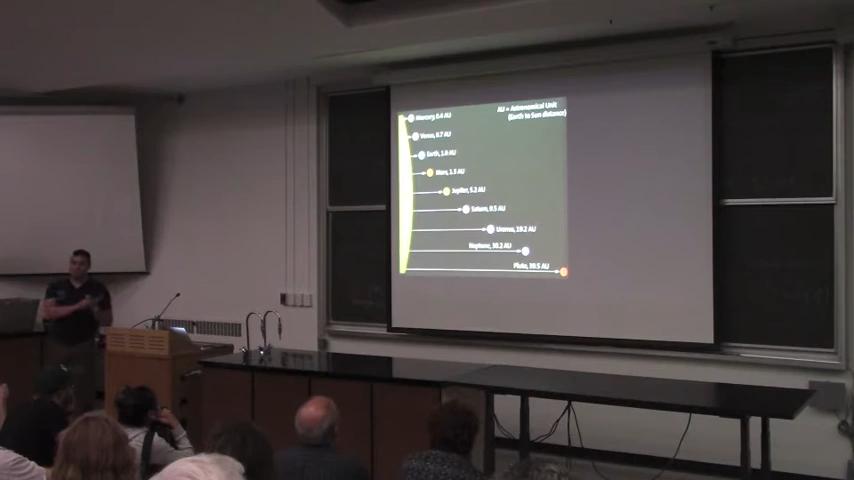 AU = Astronomical Unit
(Earth to Sun distance)
Mercury, 0.4 AU
Venus, 0.7 AU
Earth, 1.0 AU
Mars, 1.5 AU
Jupiter, 5.2 AU
Saturn, 9.5 AU
Uranus, 19.2 AU
Neptune, 30.2 AU
Pluto, 39.5 AU